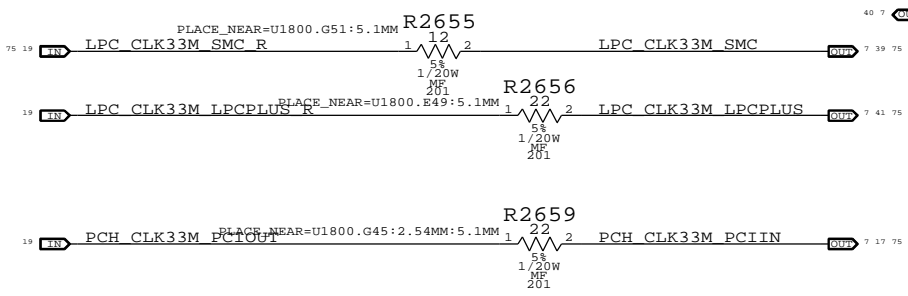 40 7 OU
PLACE_NEAR=U1800.G51:5.1MM R2655
75 19 IN LPC_CLK33M_SMC_R 1 12 2 LPC_CLK33M_SMC OUT 7 39 75
5%
1/20W
MF
201
R2656
PLACE_NEAR=U1800.E49:5.1MM
19 IN LPC_CLK33M_LPCPLUS_R 1 22 2 LPC_CLK33M_LPCPLUS OUT 7 41 75
5%
1/20W
MF
201
R2659
PLACE_NEAR=U1800.G45:2.54MM:5.1MM
19 IN PCH_CLK33M_PCIOUT 1 22 2 PCH_CLK33M_PCIIN OUT 7 17 75
5%
1/20W
MF
201